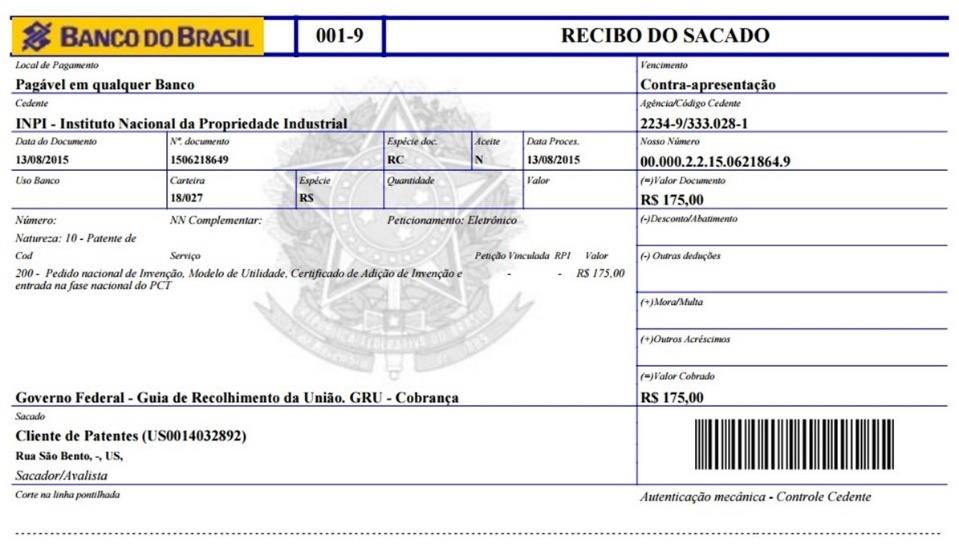 BANCO DO BRASIL 001-9 RECIBO DO SACADO
Local de Pagamento Vencimento
Pagável em qualquer Banco Contra-apresentação
Cedente Agência/Código Cedente
INPI - Instituto Nacional da Propriedade Industrial 2234-9/333.028-1
Data do Documento Nº. documento Espécie doc. Aceite Data Proces. Nosso Número
13/08/2015 1506218649 RC N 13/08/2015 00.000.2.2.15.0621864.9
Uso Banco Carteira Espécie Quantidade Valor (=)Valor Documento
18/027 R$ R$ 175,00
Número: NN Complementar: Peticionamento: Eletrônico (-)Desconto/Abatimento
Natureza: 10 - Patente de
Cod Serviço Petição Vinculada RPI Valor (-) Outras deduções
200 - Pedido nacional de Invenção, Modelo de Utilidade, Certificado de Adição de Invenção e - - R$ 175,00
entrada na fase nacional do PCT
(+)Mora/Multa
(+)Outros Acréscimos
(=)Valor Cobrado
Governo Federal - Guia de Recolhimento da União. GRU - Cobrança R$ 175,00
Sacado
Cliente de Patentes (US0014032892)
Rua São Bento, -, US,
Sacador/Avalista
Corte na linha pontilhada Autenticação mecânica - Controle Cedente